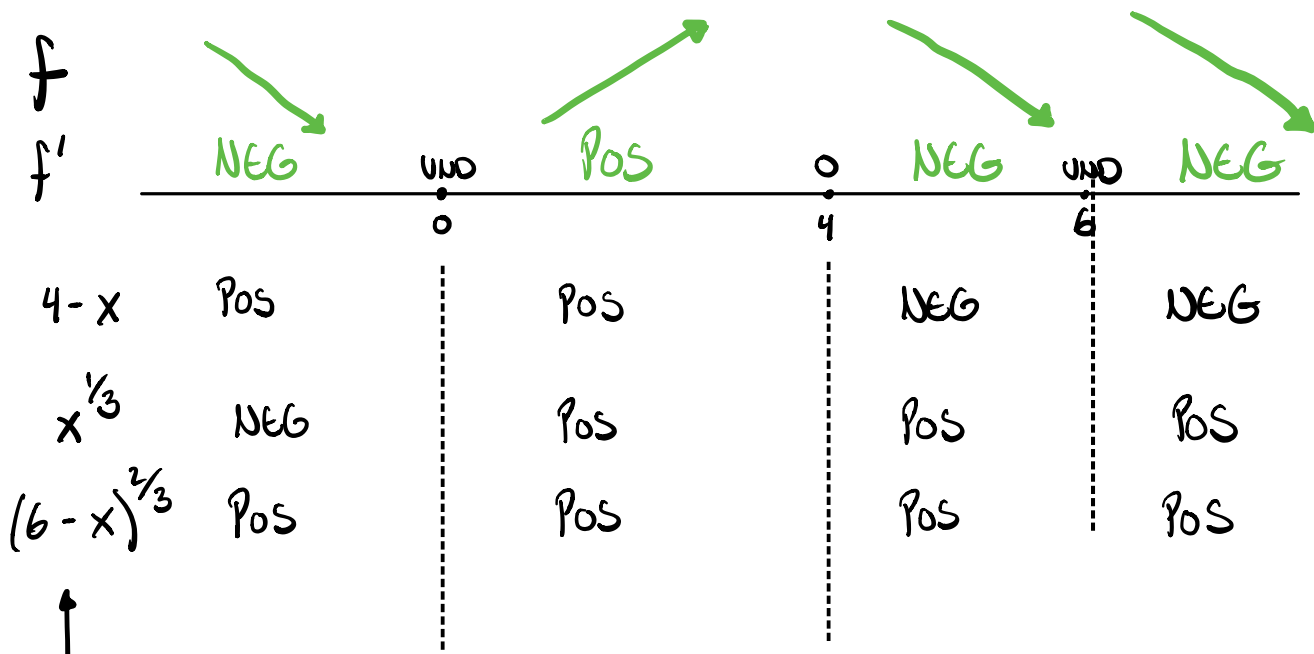 f
f' NEG UND POS 0 NEG UND NEG
0 4 6
4 - x POS POS NEG NEG
x^{1/3} NEG POS POS POS
(6 - x)^{2/3} POS POS POS POS